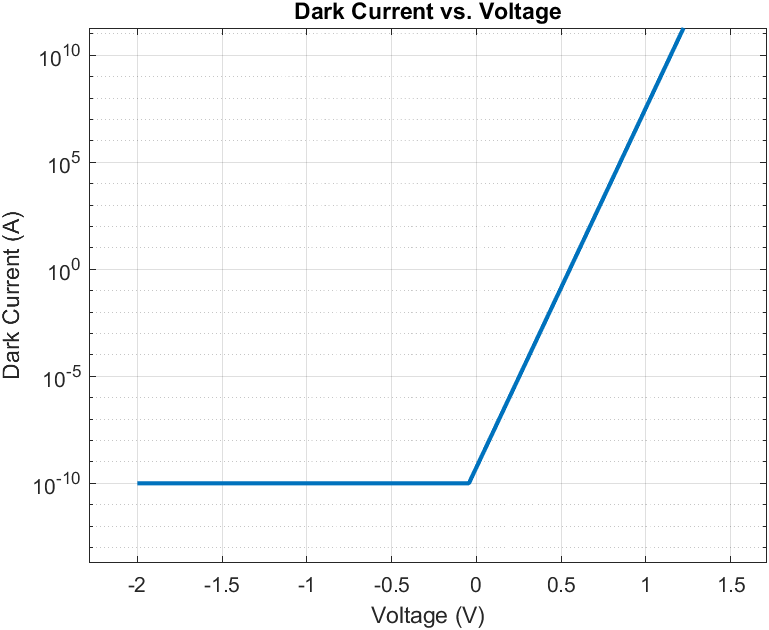 Dark Current vs. Voltage
10^10
10^5
10^0
10^-5
10^-10
Dark Current (A)
-2 -1.5 -1 -0.5 0 0.5 1 1.5
Voltage (V)